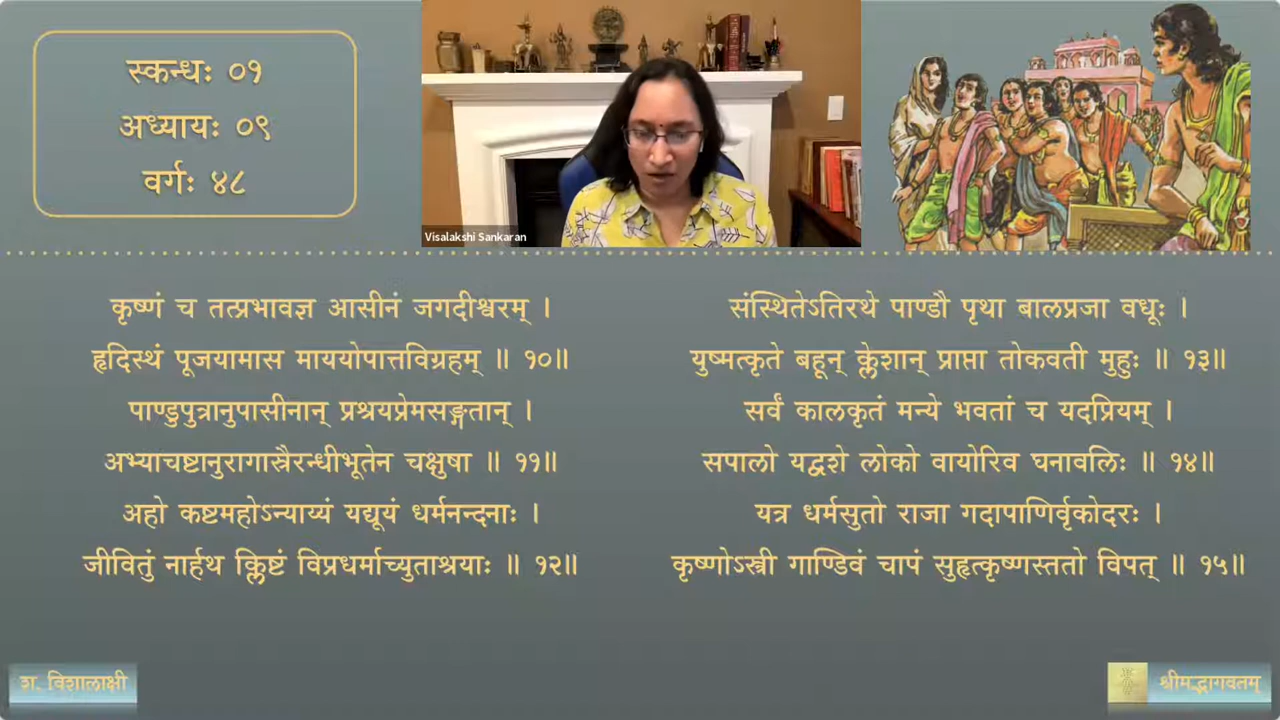 स्कन्धः ०१
अध्यायः ०९
वर्गः ४८
Visalakshi Sankaran
कृष्णं च तत्प्रभावज्ञ आसीनं जगदीश्वरम् ।
हृदिस्थं पूजयामास माययोपात्तविग्रहम् ॥ १०॥
पाण्डुपुत्रानुपासीनान् प्रश्रयप्रेमसङ्गतान् ।
अभ्याचष्टानुरागास्रैरन्धीभूतेन चक्षुषा ॥ ११॥
अहो कष्टमहोऽन्याय्यं यद्यूयं धर्मनन्दनाः ।
जीवितुं नार्हथ क्लिष्टं विप्रधर्माच्युताश्रयाः ॥ १२॥
संस्थितेऽतिरथे पाण्डौ पृथा बालप्रजा वधूः ।
युष्मत्कृते बहून् क्लेशान् प्राप्ता तोकवती मुहुः ॥ १३॥
सर्वं कालकृतं मन्ये भवतां च यदप्रियम् ।
सपालो यद्वशे लोको वायोरिव घनावलिः ॥ १४॥
यत्र धर्मसुतो राजा गदापाणिर्वृकोदरः ।
कृष्णोऽस्त्री गाण्डिवं चापं सुहृत्कृष्णस्ततो विपत् ॥ १५॥
श. विशालाक्षी
श्रीमद्भागवतम्